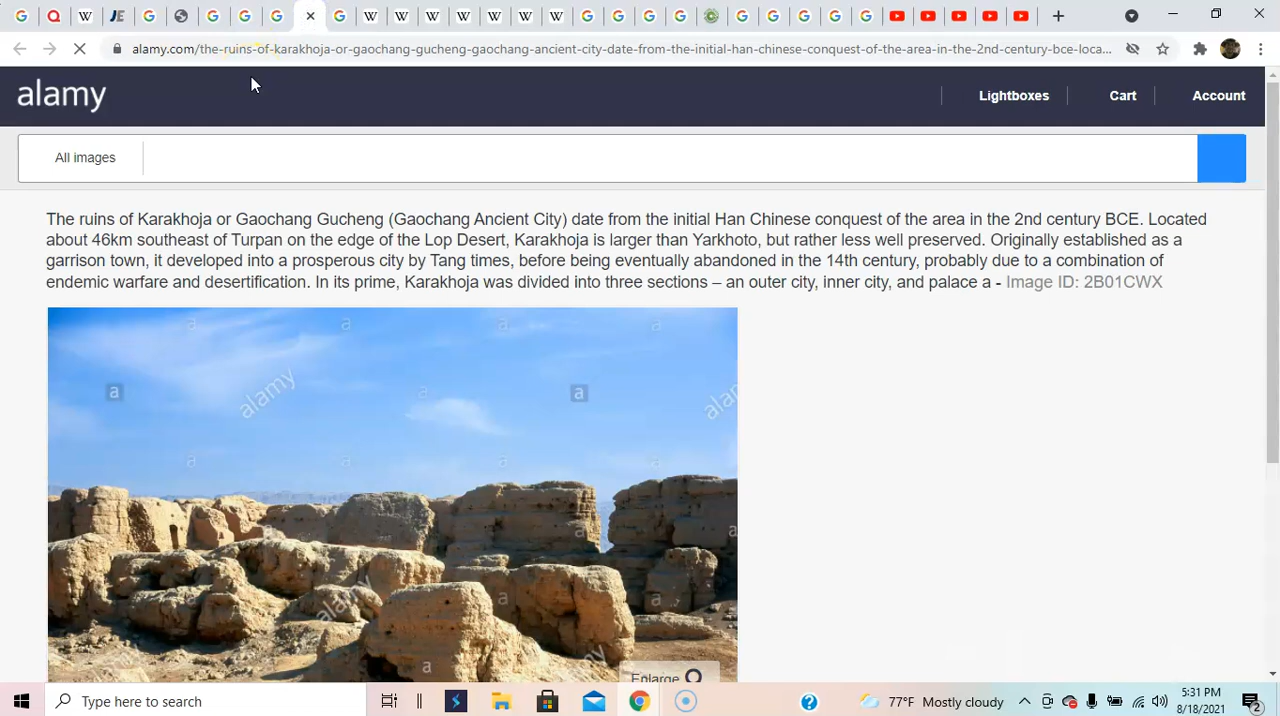 alamy.com/the-ruins-of-karakhoja-or-gaochang-gucheng-gaochang-ancient-city-date-from-the-initial-han-chinese-conquest-of-the-area-in-the-2nd-century-bce-loca...
alamy
Lightboxes
Cart
Account
All images
The ruins of Karakhoja or Gaochang Gucheng (Gaochang Ancient City) date from the initial Han Chinese conquest of the area in the 2nd century BCE. Located
about 46km southeast of Turpan on the edge of the Lop Desert, Karakhoja is larger than Yarkhoto, but rather less well preserved. Originally established as a
garrison town, it developed into a prosperous city by Tang times, before being eventually abandoned in the 14th century, probably due to a combination of
endemic warfare and desertification. In its prime, Karakhoja was divided into three sections – an outer city, inner city, and palace a - Image ID: 2B01CWX
alamy
alamy
alamy
Enlarge
Type here to search
77°F Mostly cloudy
5:31 PM
8/18/2021
2